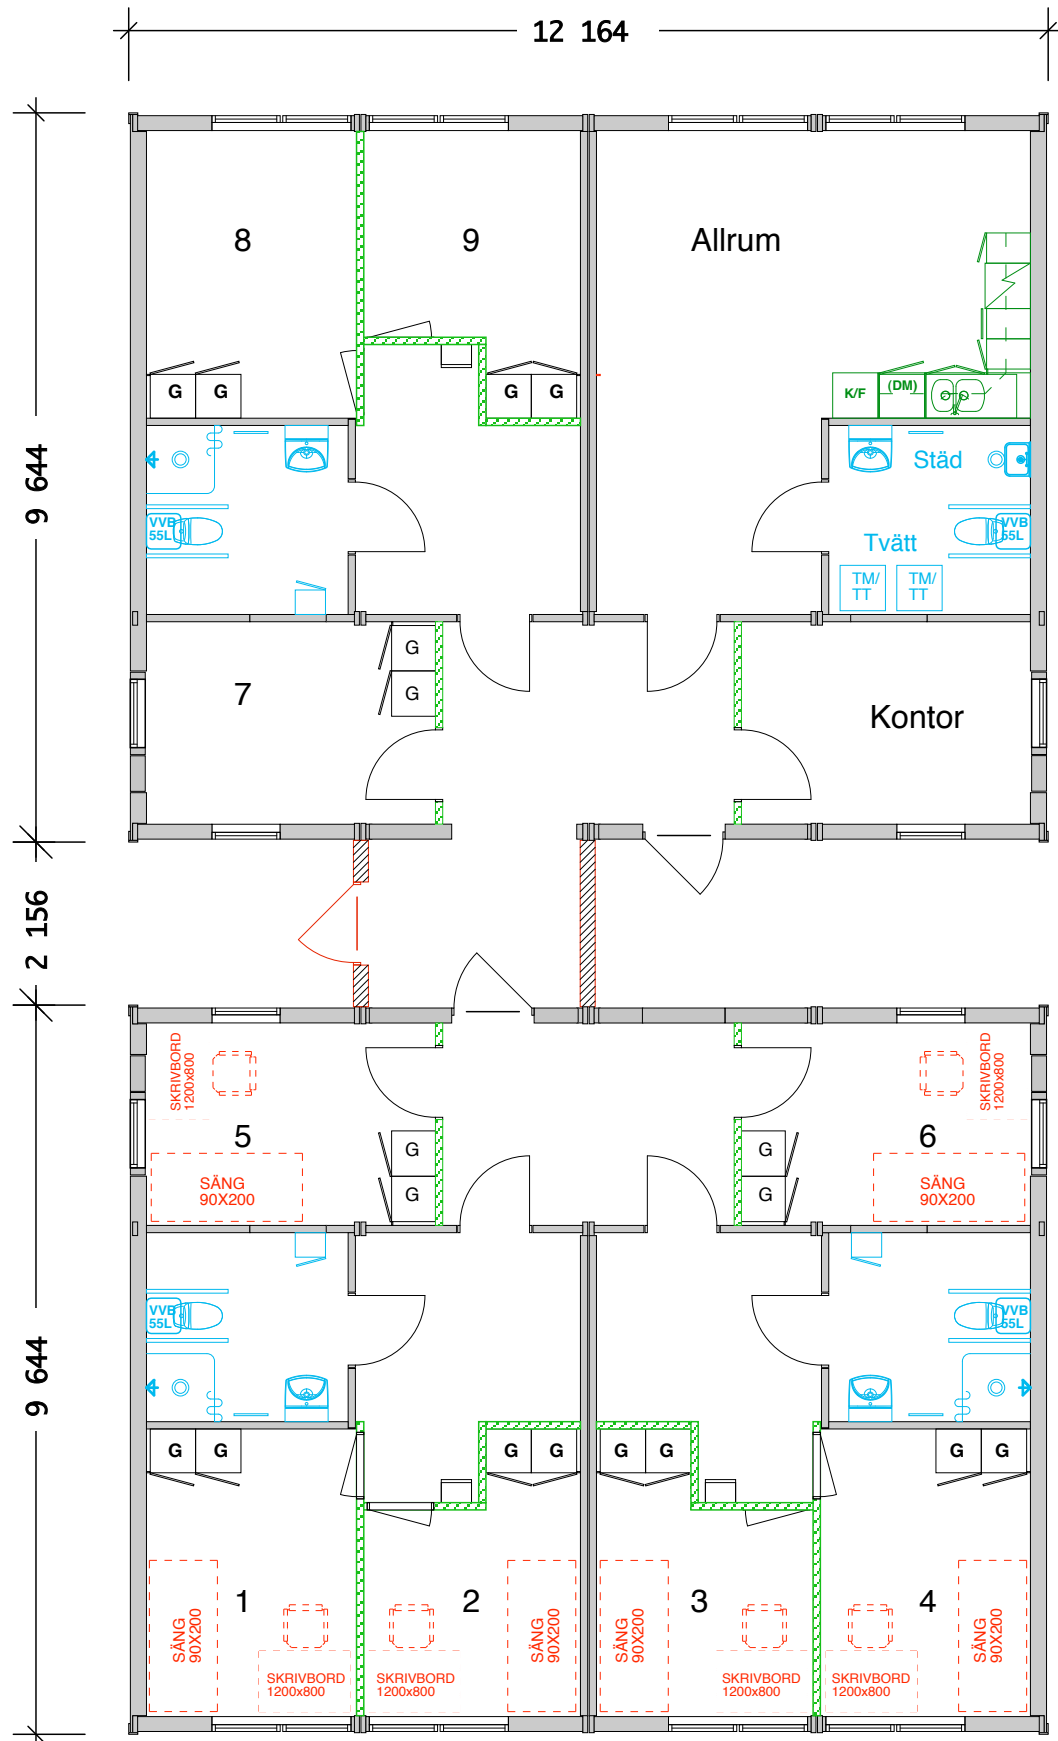 12 164
8
9
Allrum
G
G
G
G
K/F
(DM)
9 644
VVB
55L
Städ
Tvätt
VVB
55L
TM/
TT
TM/
TT
G
G
7
Kontor
2 156
SKRIVBORD
1200x800
SKRIVBORD
1200x800
5
G
G
G
G
6
SÄNG
90X200
SÄNG
90X200
VVB
55L
VVB
55L
9 644
G
G
G
G
G
G
G
G
1
2
3
4
SÄNG
90X200
SÄNG
90X200
SÄNG
90X200
SÄNG
90X200
SKRIVBORD
1200x800
SKRIVBORD
1200x800
SKRIVBORD
1200x800
SKRIVBORD
1200x800